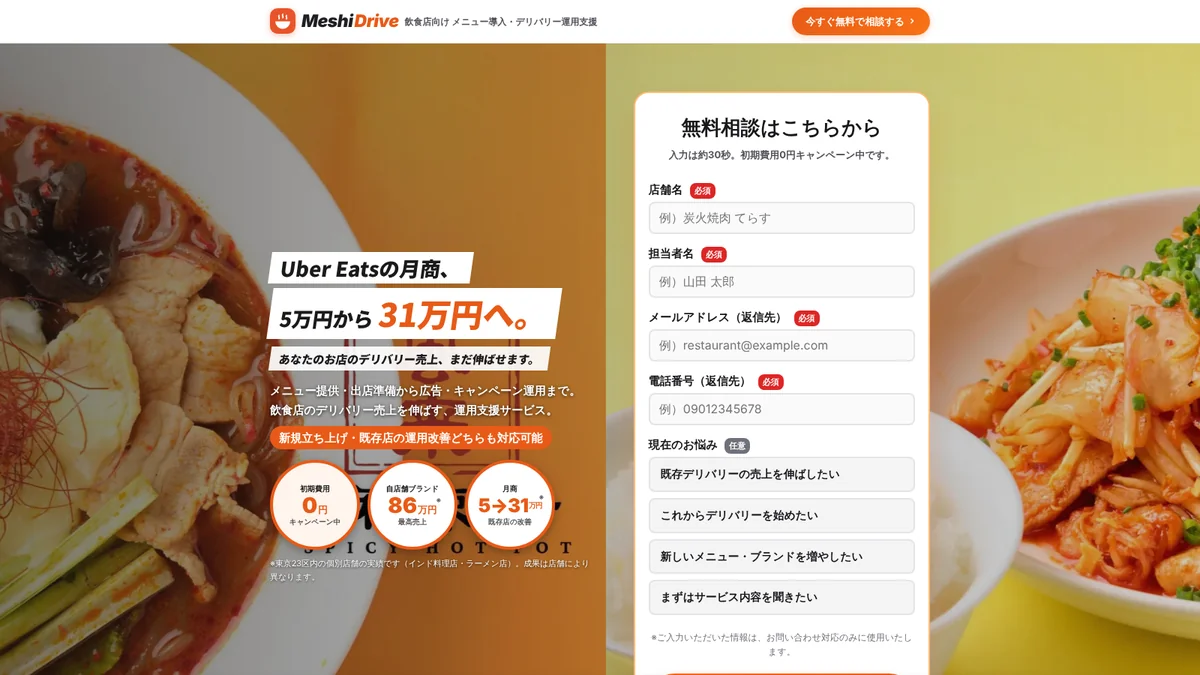 MeshiDrive 飲食店向け メニュー導入・デリバリー運用支援
今すぐ無料で相談する
Uber Eatsの月商、
5万円から 31万円へ。
あなたのお店のデリバリー売上、まだ伸ばせます。
メニュー提供・出店準備から広告・キャンペーン運用まで。
飲食店のデリバリー売上を伸ばす、運用支援サービス。
新規立ち上げ・既存店の運用改善どちらも対応可能
初期費用
0円
キャンペーン中
自店舗ブランド
86万円※
最高売上
月商
5→31万円※
既存店の改善
SPICY HOT POT
※東京23区内の個別店舗の実績です（インド料理店・ラーメン店）。成果は店舗により
異なります。
無料相談はこちらから
入力は約30秒。初期費用0円キャンペーン中です。
店舗名 必須
例）炭火焼肉 てらす
担当者名 必須
例）山田 太郎
メールアドレス（返信先） 必須
例）restaurant@example.com
電話番号（返信先） 必須
例）09012345678
現在のお悩み 任意
既存デリバリーの売上を伸ばしたい
これからデリバリーを始めたい
新しいメニュー・ブランドを増やしたい
まずはサービス内容を聞きたい
※ご入力いただいた情報は、お問い合わせ対応のみに使用いたし
ます。